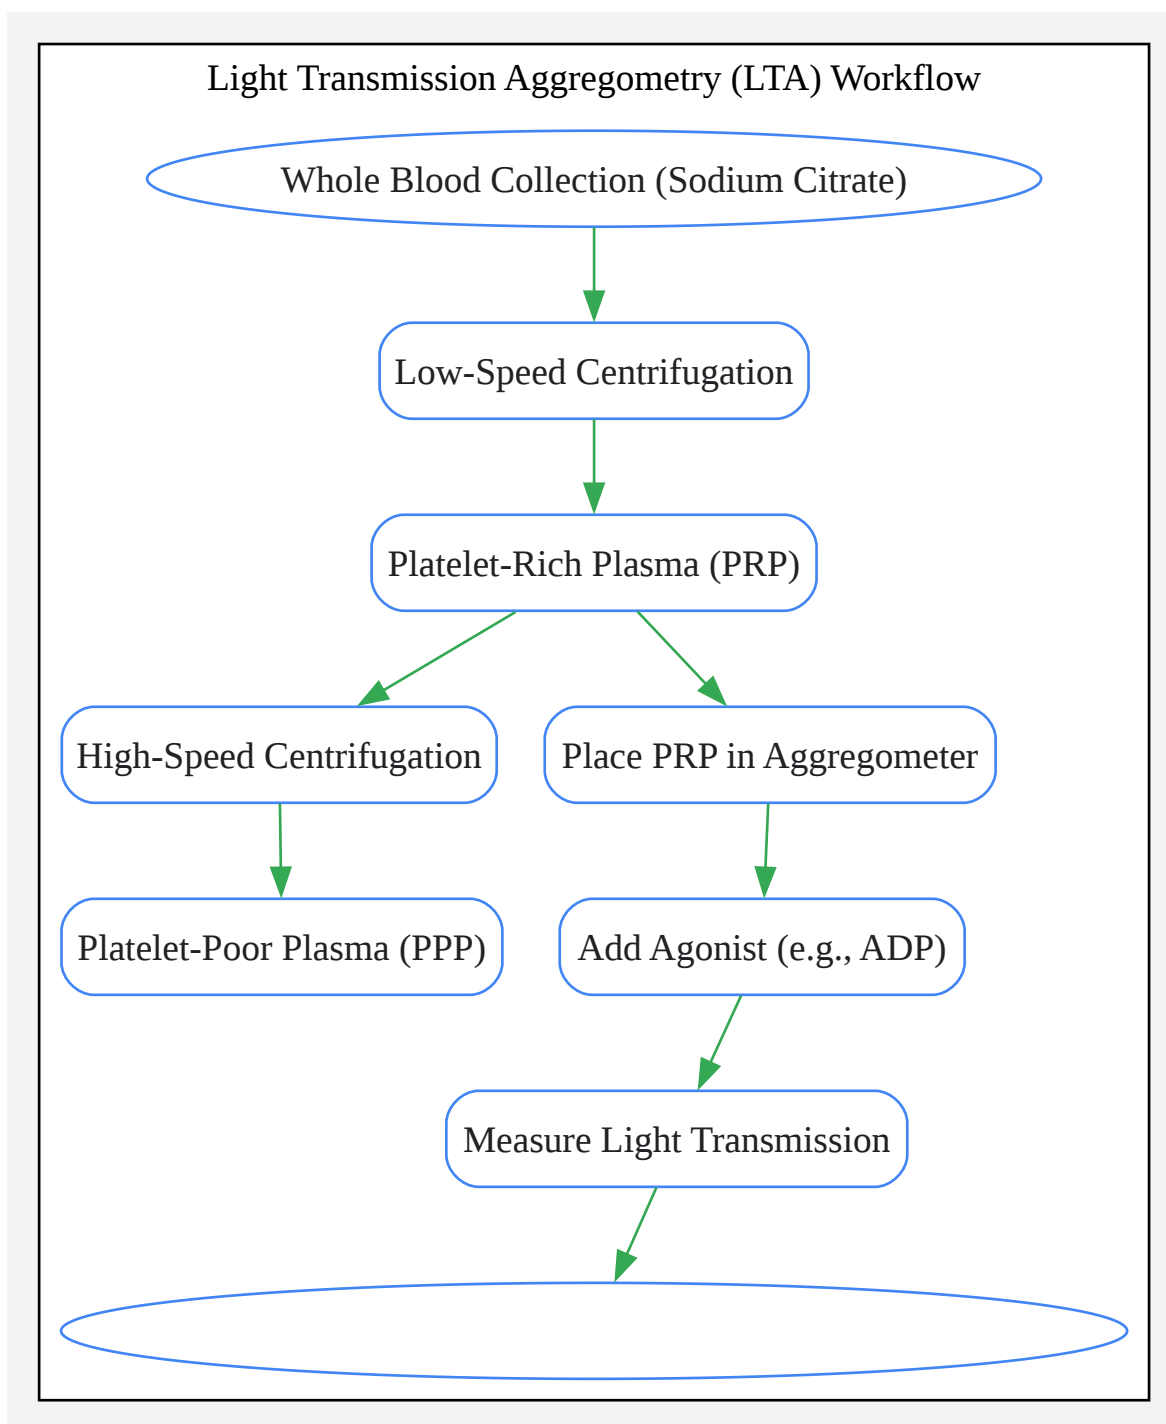 Light Transmission Aggregometry (LTA) Workflow
Whole Blood Collection (Sodium Citrate)
Low-Speed Centrifugation
Platelet-Rich Plasma (PRP)
High-Speed Centrifugation
Place PRP in Aggregometer
Platelet-Poor Plasma (PPP)
Add Agonist (e.g., ADP)
Measure Light Transmission